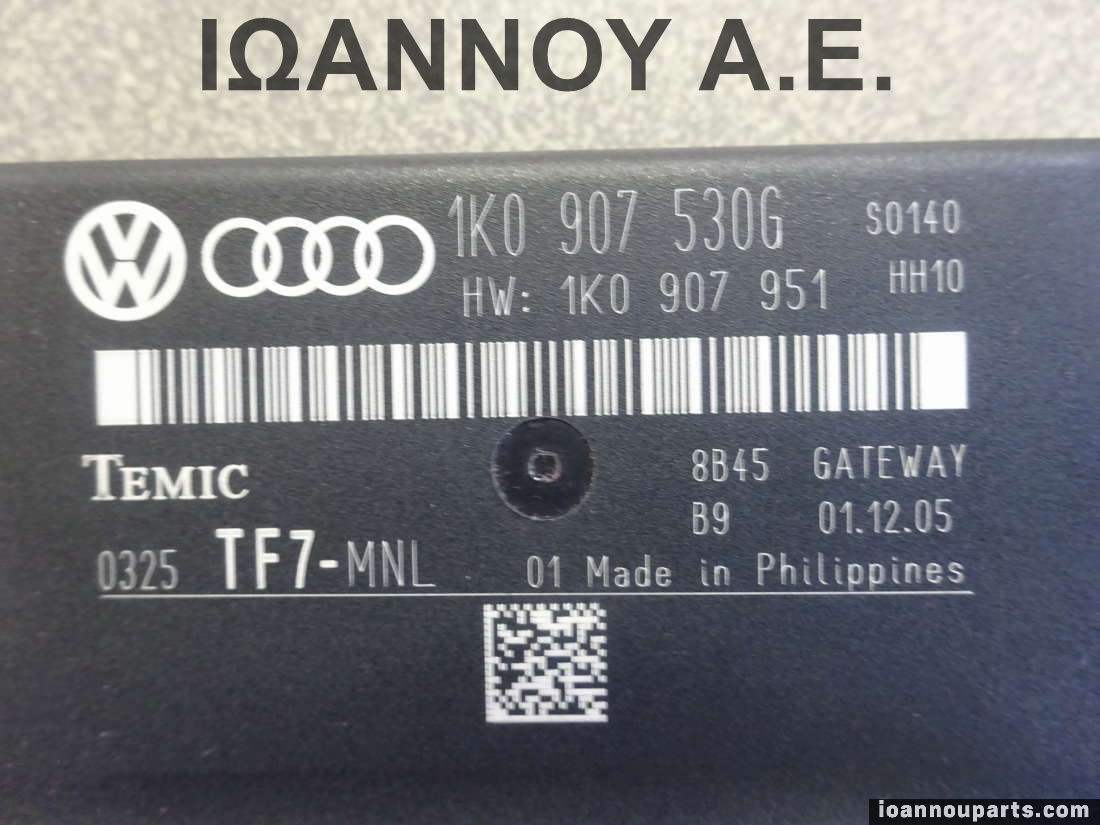 ΙΩΑΝΝΟΥ Α.Ε.
1K0 907 530G S0140
HW: 1K0 907 951 HH10
TEMIC
8B45 GATEWAY
B9 01.12.05
0325 TF7-MNL 01 Made in Philippines
ioannouparts.com